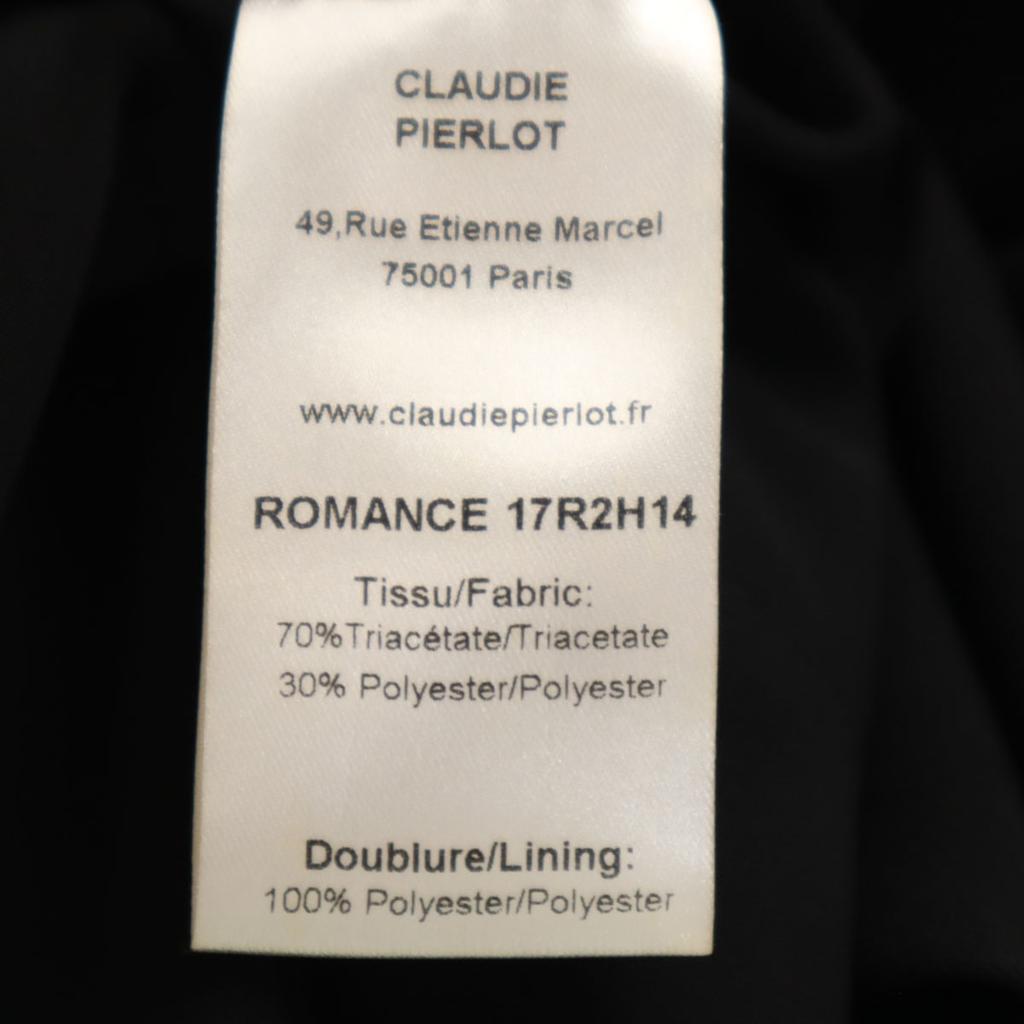 CLAUDIE
PIERLOT
49,Rue Etienne Marcel
75001 Paris
www.claudiepierlot.fr
ROMANCE 17R2H14
Tissu/Fabric:
70%Triacétate/Triacetate
30% Polyester/Polyester
Doublure/Lining:
100% Polyester/Polyester